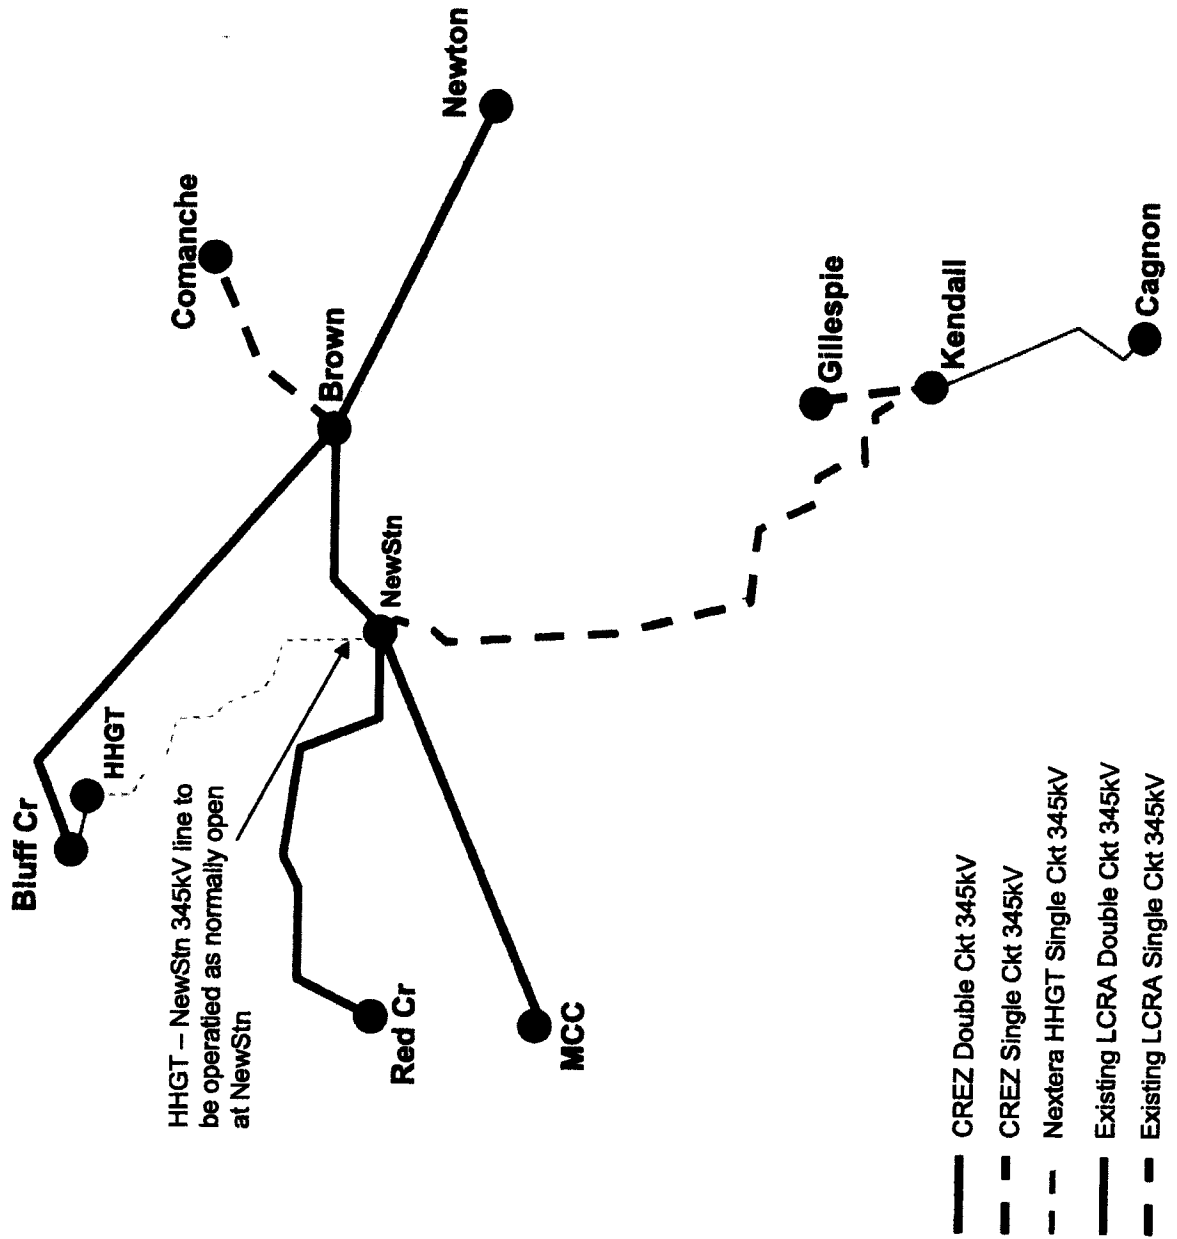 Bluff Cr
HHGT
Comanche
Newton
Brown
HHGT – NewStn 345kV line to
be operatied as normally open
at NewStn
NewStn
Red Cr
MCC
Gillespie
Kendall
Cagnon
CREZ Double Ckt 345kV
CREZ Single Ckt 345kV
Nextera HHGT Single Ckt 345kV
Existing LCRA Double Ckt 345kV
Existing LCRA Single Ckt 345kV